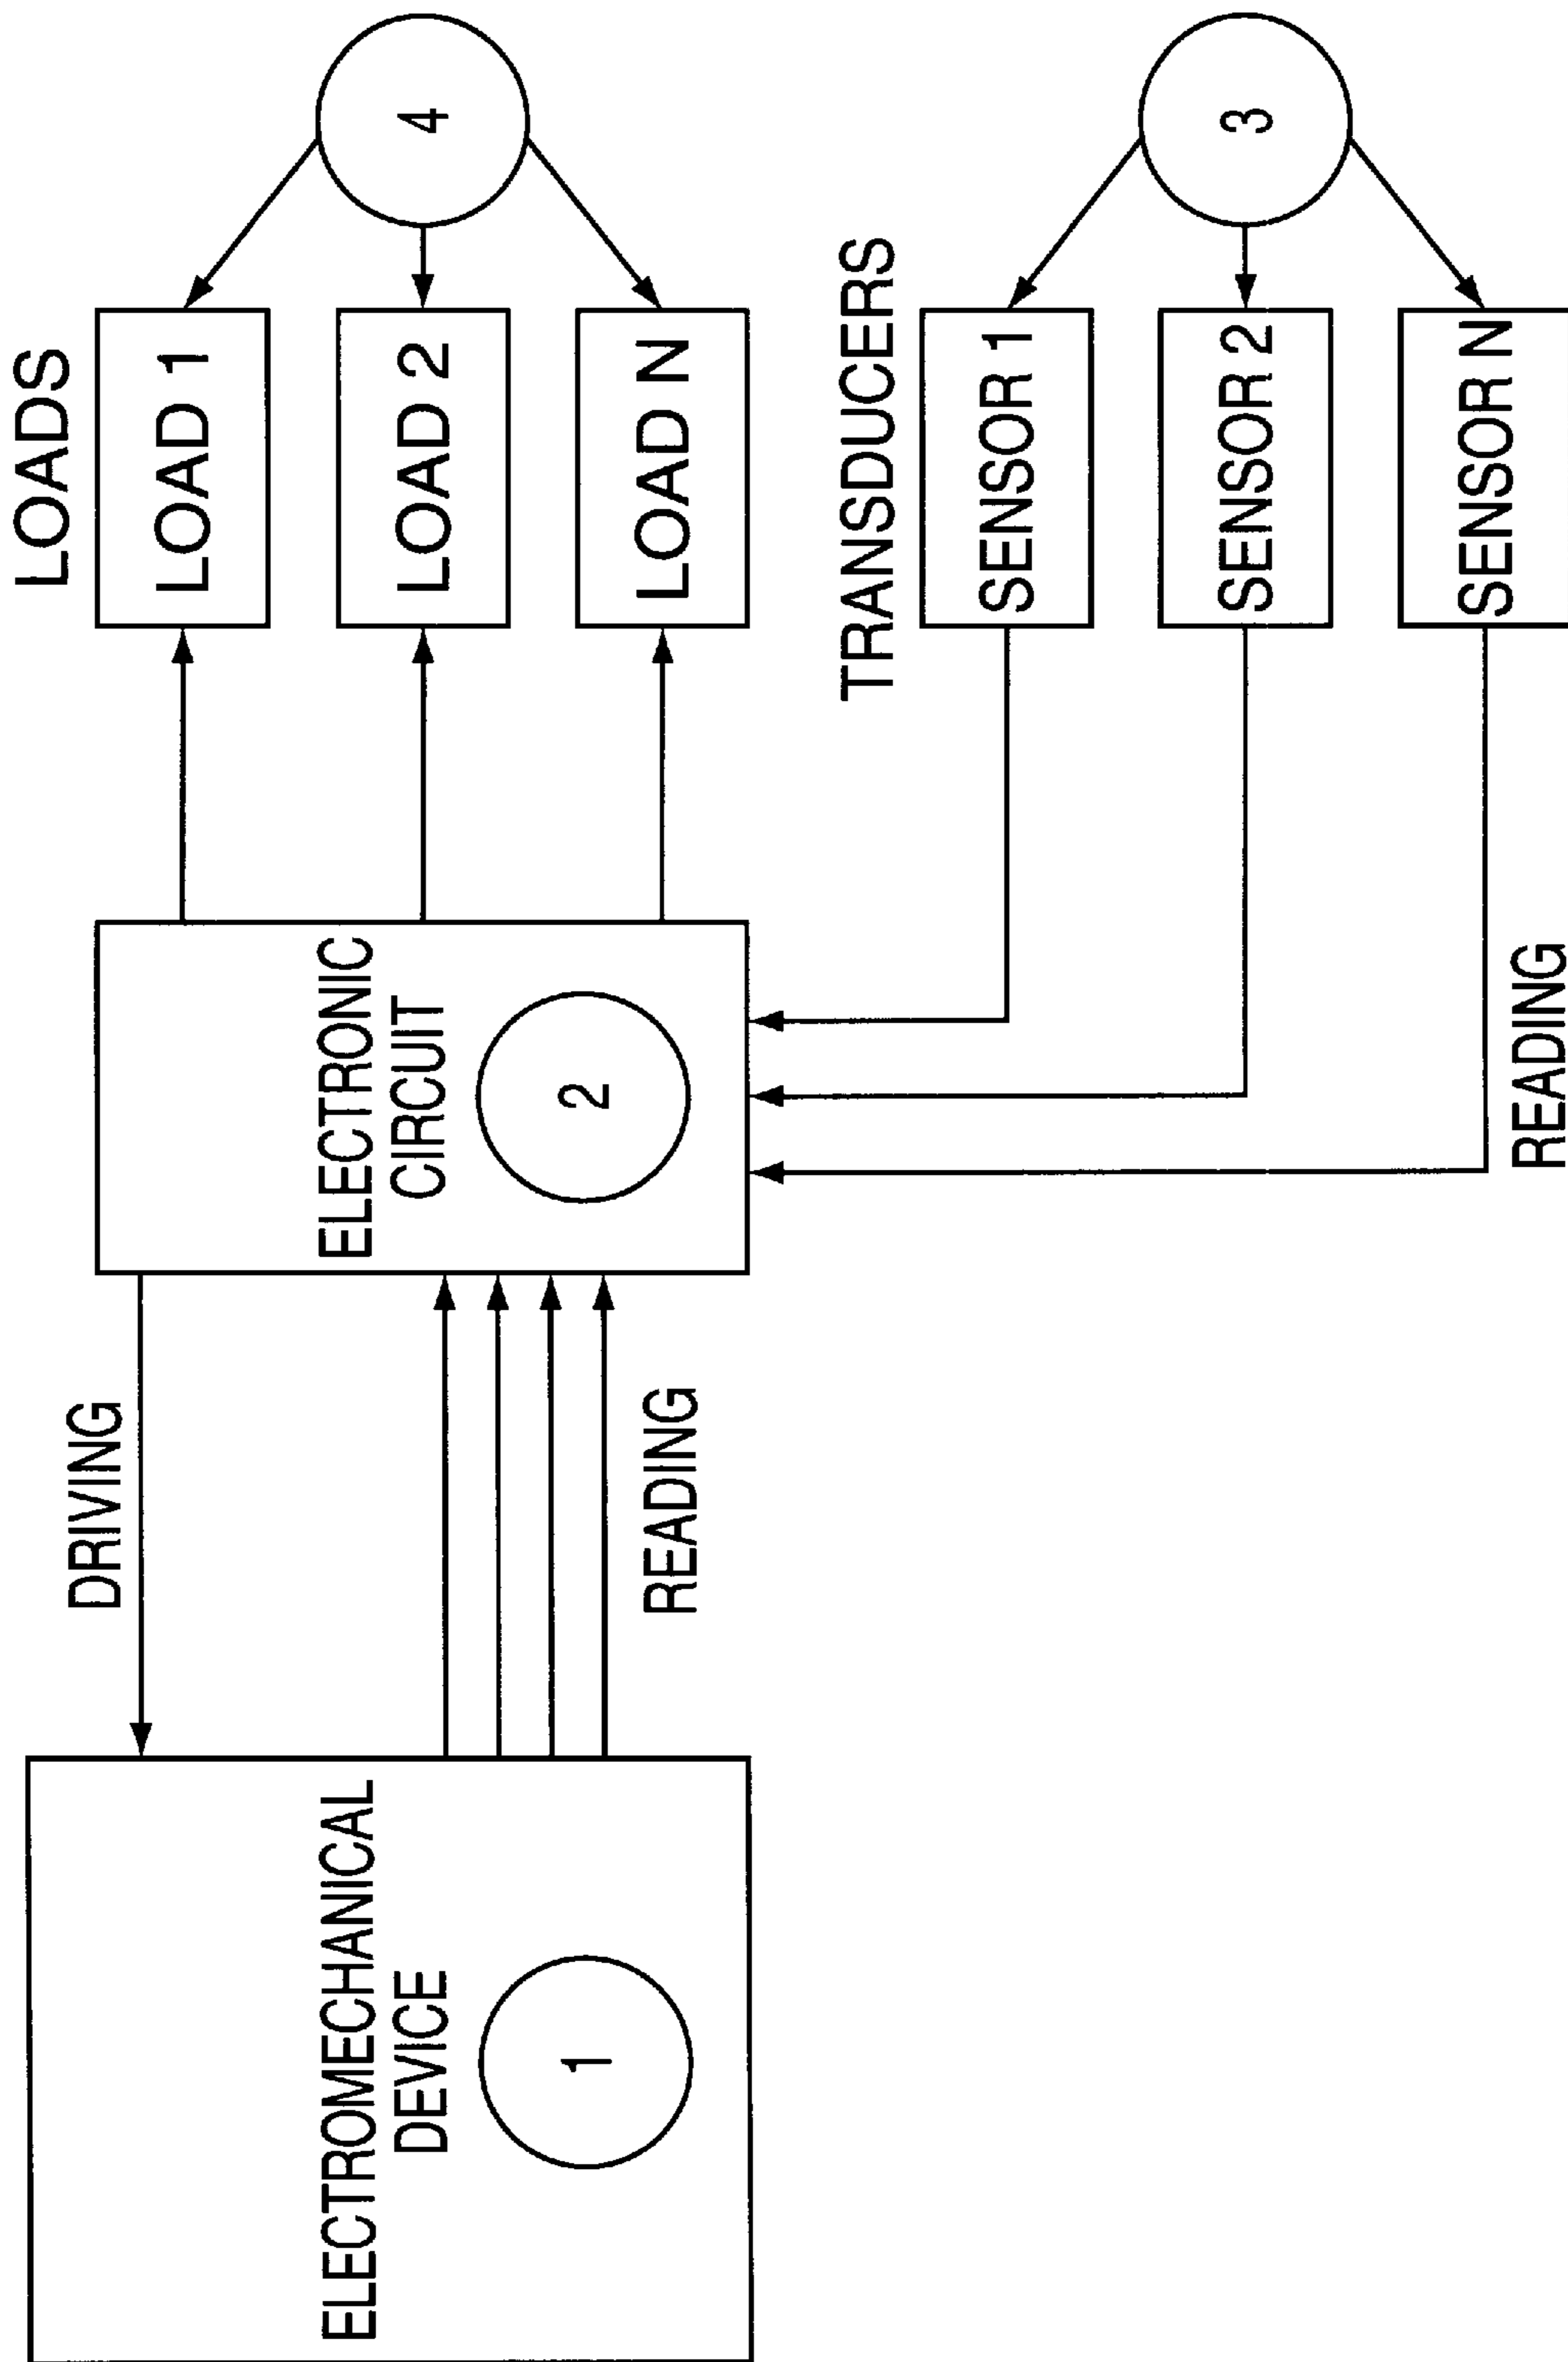 LOADS
DRIVING
LOAD 1
ELECTROMECHANICAL
DEVICE
1
ELECTRONIC
CIRCUIT
2
LOAD 2
4
LOAD N
READING
TRANSDUCERS
SENSOR 1
SENSOR 2
3
SENSOR N
READING